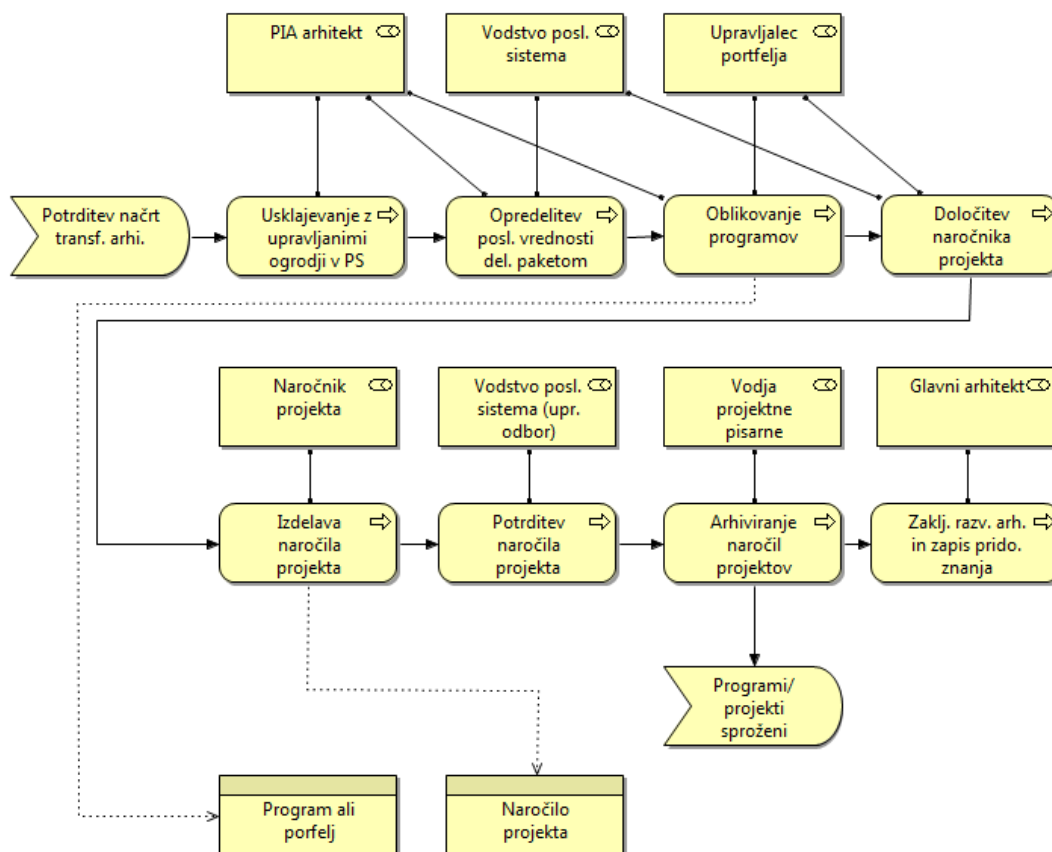 PIA arhitekt
Vodstvo posl.
sistema
Upravljalec
portfelja
Potrditev načrt
transf. arhi.
Usklajevanje z
upravljanimi
ogrodji v PS
Opredelitev
posl. vrednosti
del. paketom
Oblikovanje
programov
Določitev
naročnika
projekta
Naročnik
projekta
Vodstvo posl.
sistema (upr.
odbor)
Vodja
projektne
pisarne
Glavni arhitekt
Izdelava
naročila
projekta
Potrditev
naročila
projekta
Arhiviranje
naročil
projektov
Zaklj. razv. arh.
in zapis prido.
znanja
Programi/
projekti
sproženi
Program ali
porfelj
Naročilo
projekta